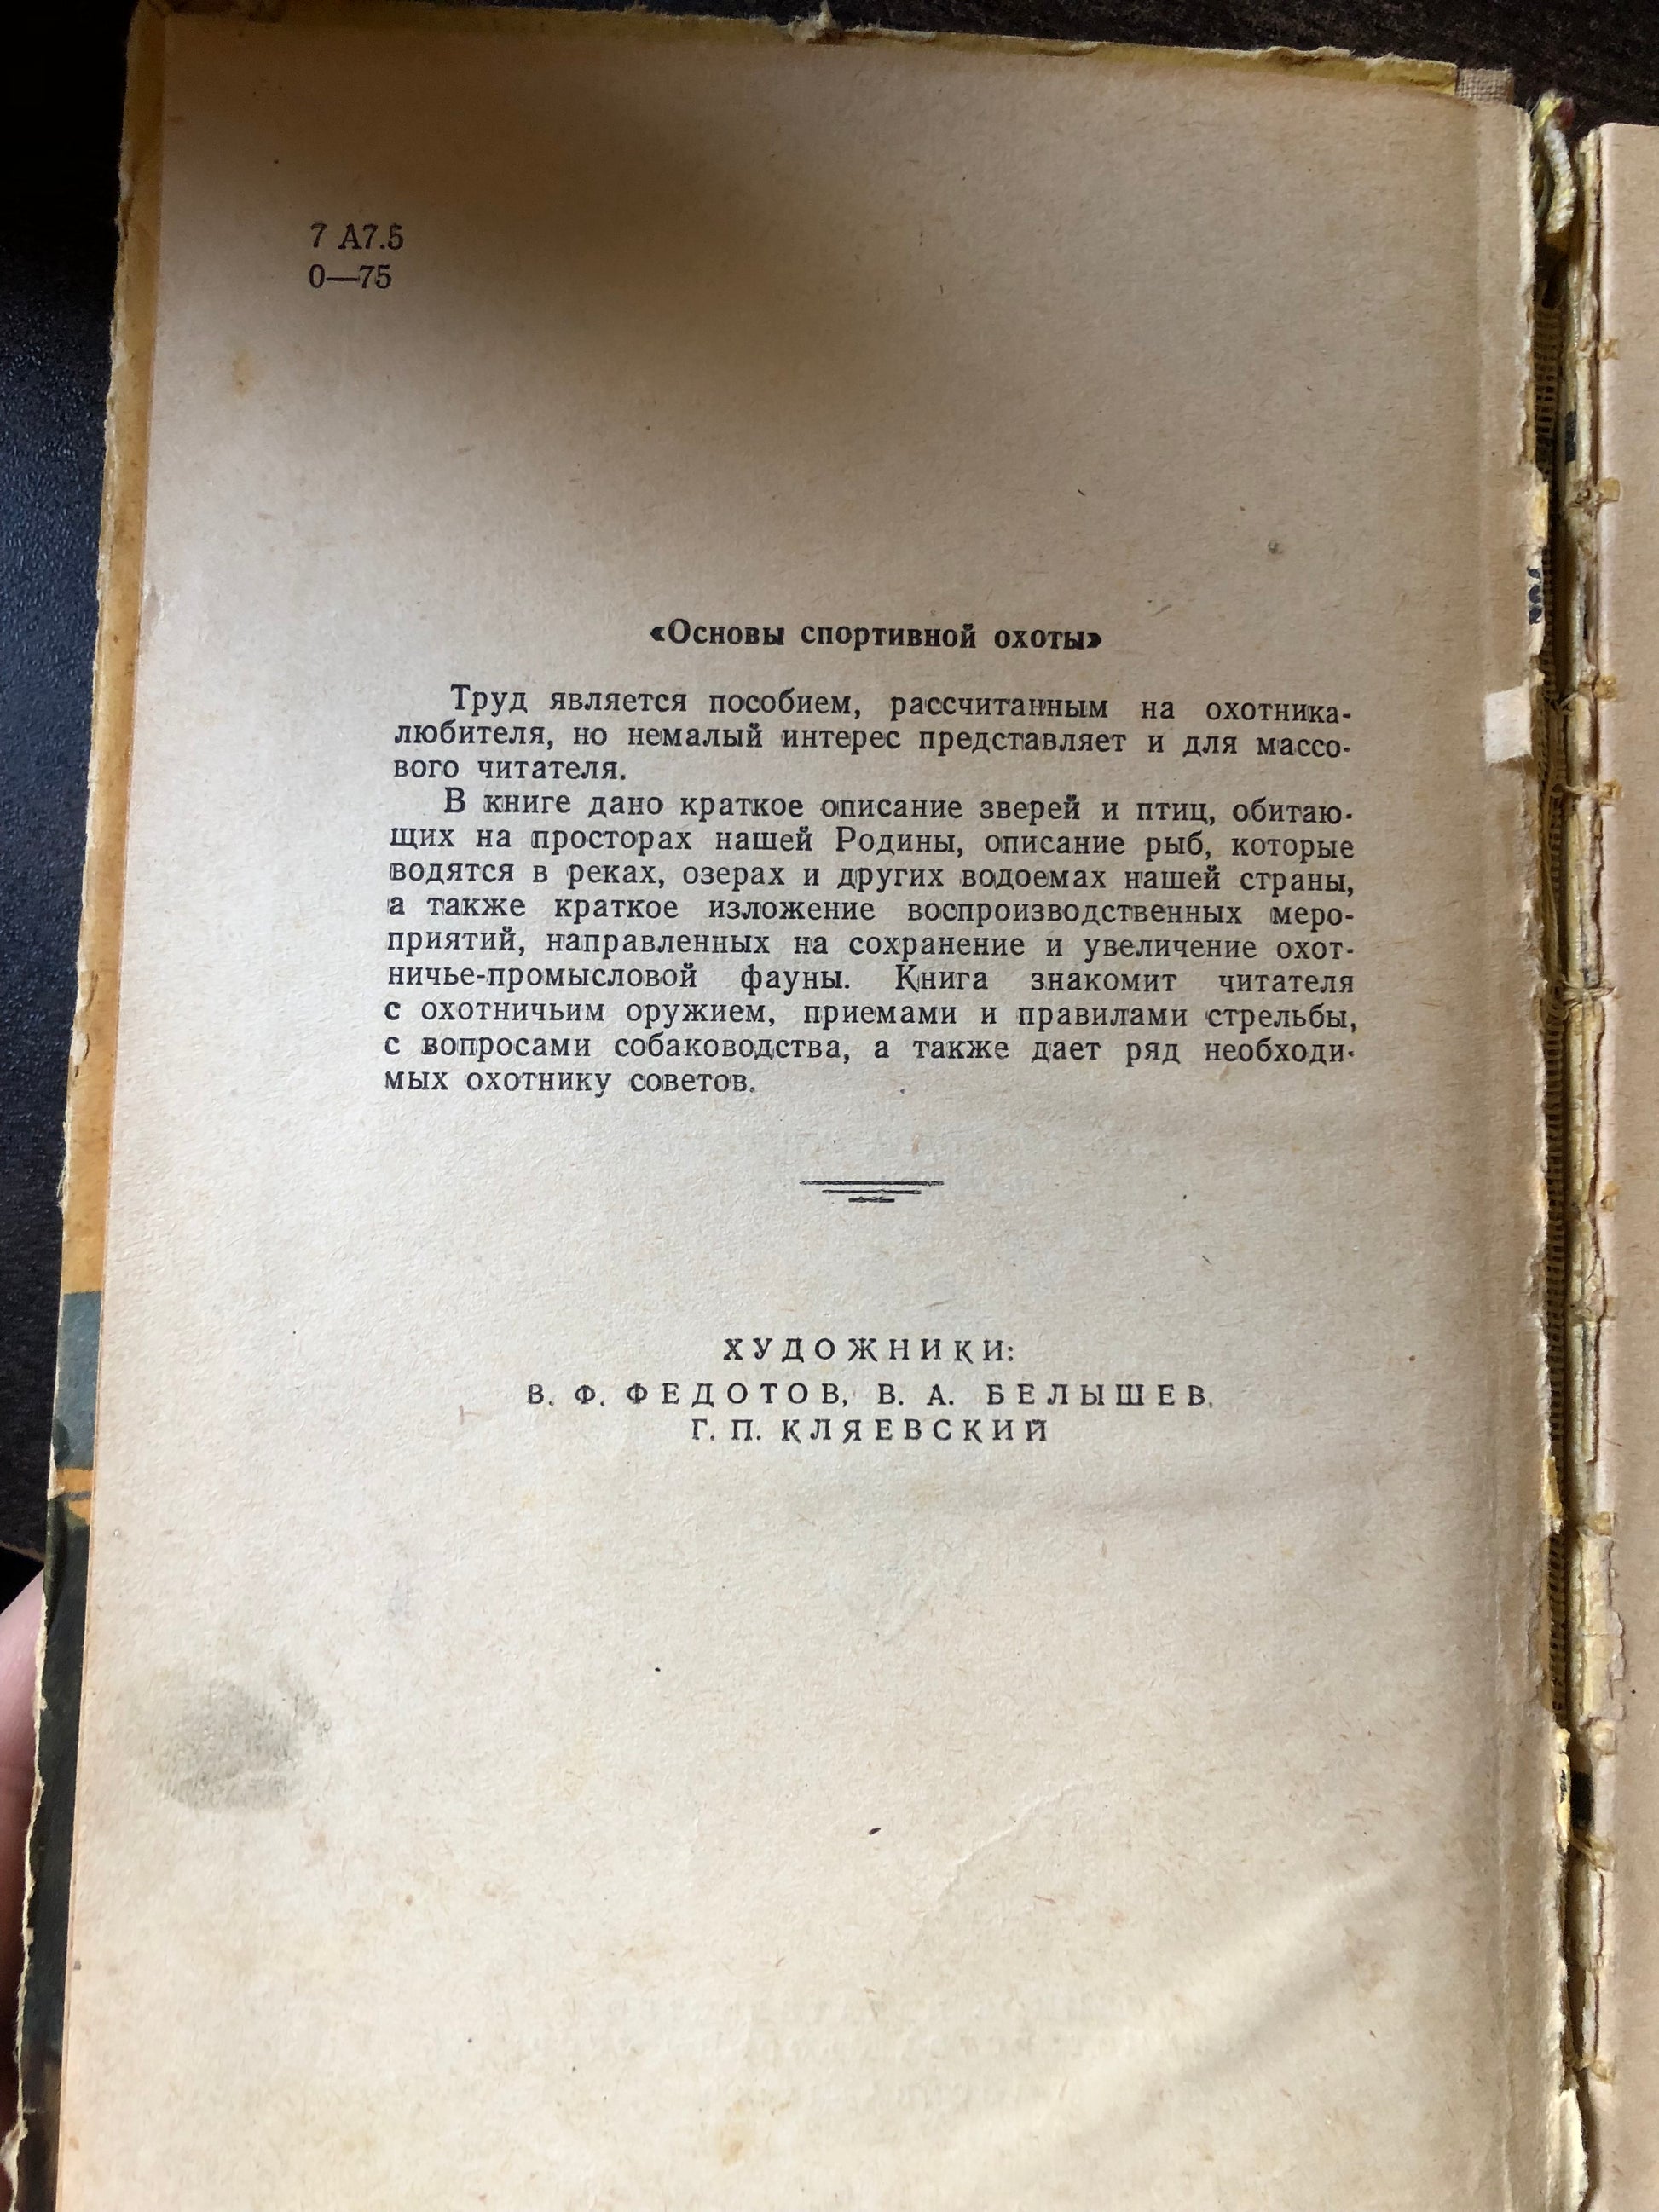 7 А7.5
0—75
«Основы спортивной охоты»
Труд является пособием, рассчитанным на охотника-
любителя, но немалый интерес представляет и для массо-
вого читателя.
В книге дано краткое описание зверей и птиц, обитаю-
щих на просторах нашей Родины, описание рыб, которые
водятся в реках, озерах и других водоемах нашей страны,
а также краткое изложение воспроизводственных меро-
приятий, направленных на сохранение и увеличение охот-
ничье-промысловой фауны. Книга знакомит читателя
с охотничьим оружием, приемами и правилами стрельбы,
с вопросами собаководства, а также дает ряд необходи-
мых охотнику советов.
ХУДОЖНИКИ:
В. Ф. ФЕДОТОВ, В. А. БЕЛЫШЕВ,
Г. П. КЛЯЕВСКИЙ